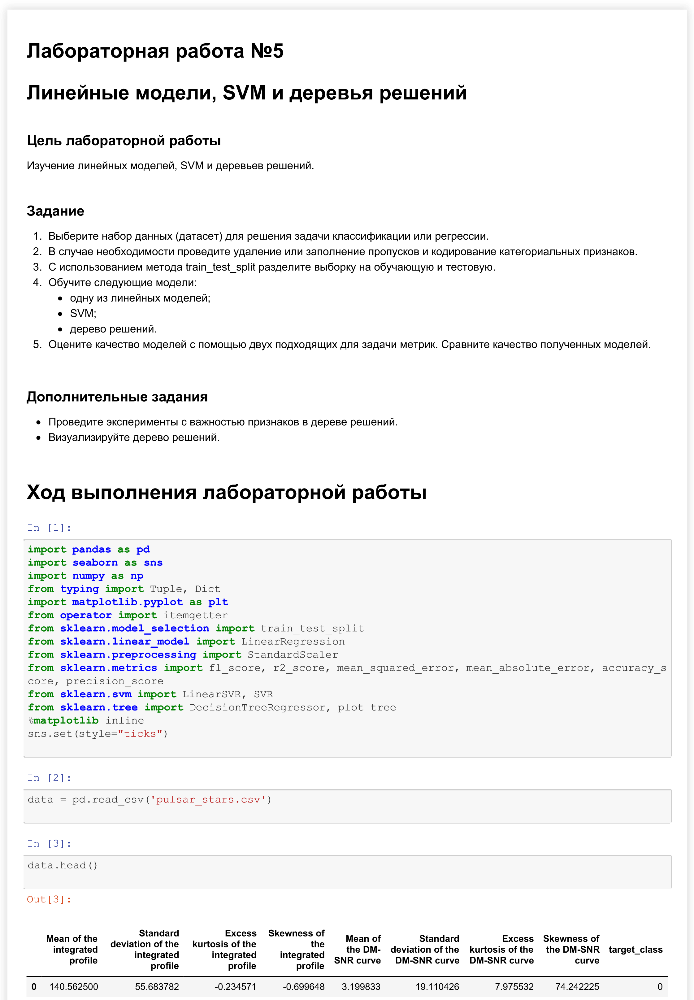 Лабораторная работа №5
Линейные модели, SVM и деревья решений
Цель лабораторной работы
Изучение линейных моделей, SVM и деревьев решений.
Задание
1. Выберите набор данных (датасет) для решения задачи классификации или регрессии.
2. В случае необходимости проведите удаление или заполнение пропусков и кодирование категориальных признаков.
3. С использованием метода train_test_split разделите выборку на обучающую и тестовую.
4. Обучите следующие модели:
• одну из линейных моделей;
• SVM;
• дерево решений.
5. Оцените качество моделей с помощью двух подходящих для задачи метрик. Сравните качество полученных моделей.
Дополнительные задания
• Проведите эксперименты с важностью признаков в дереве решений.
• Визуализируйте дерево решений.
Ход выполнения лабораторной работы
In [1]:
import pandas as pd
import seaborn as sns
import numpy as np
from typing import Tuple, Dict
import matplotlib.pyplot as plt
from operator import itemgetter
from sklearn.model_selection import train_test_split
from sklearn.linear_model import LinearRegression
from sklearn.preprocessing import StandardScaler
from sklearn.metrics import f1_score, r2_score, mean_squared_error, mean_absolute_error, accuracy_s
core, precision_score
from sklearn.svm import LinearSVR, SVR
from sklearn.tree import DecisionTreeRegressor, plot_tree
%matplotlib inline
sns.set(style="ticks")
In [2]:
data = pd.read_csv('pulsar_stars.csv')
In [3]:
data.head()
Out[3]:
Mean of the integrated profile Standard deviation of the integrated profile Excess kurtosis of the integrated profile Skewness of the integrated profile Mean of the DM-SNR curve Standard deviation of the DM-SNR curve Excess kurtosis of the DM-SNR curve Skewness of the DM-SNR curve target_class
0 140.562500 55.683782 -0.234571 -0.699648 3.199833 19.110426 7.975532 74.242225 0